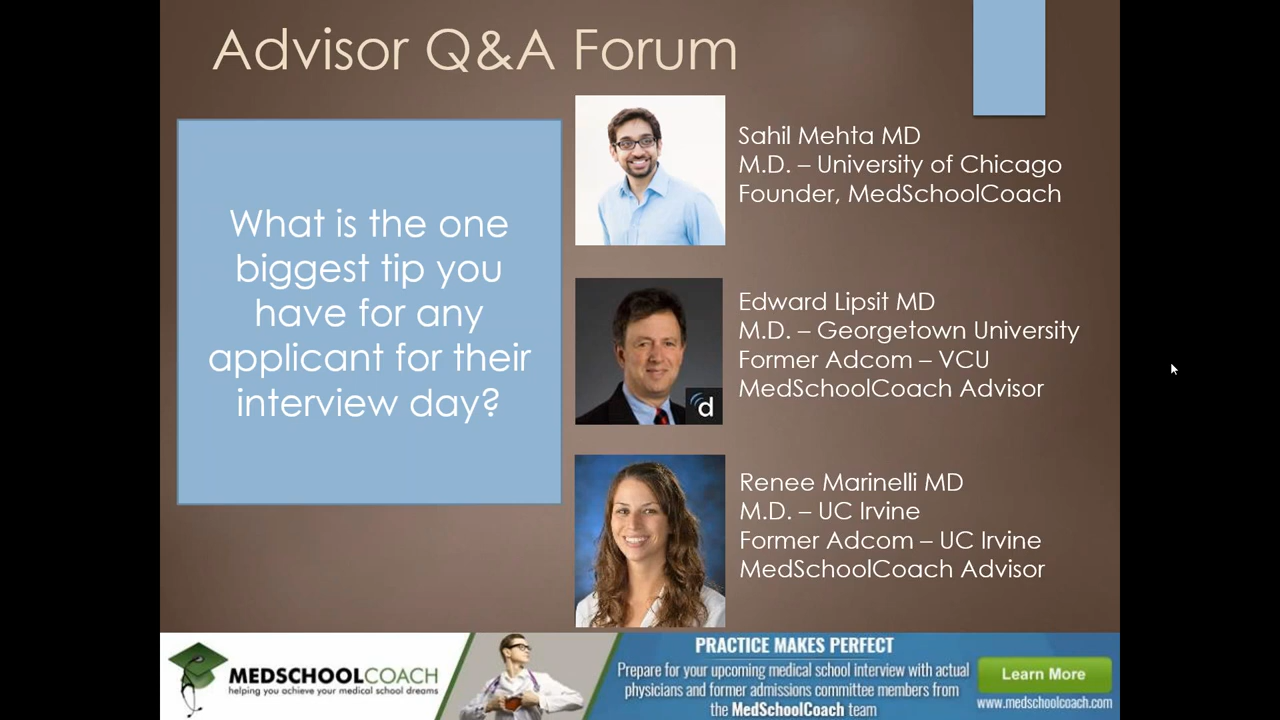 Advisor Q&A Forum
What is the one
biggest tip you
have for any
applicant for their
interview day?
Sahil Mehta MD
M.D. – University of Chicago
Founder, MedSchoolCoach
d
Edward Lipsit MD
M.D. – Georgetown University
Former Adcom – VCU
MedSchoolCoach Advisor
Renee Marinelli MD
M.D. – UC Irvine
Former Adcom – UC Irvine
MedSchoolCoach Advisor
MEDSCHOOLCOACH
helping you achieve your medical school dreams
PRACTICE MAKES PERFECT
Prepare for your upcoming medical school interview with actual
physicians and former admissions committee members from
the MedSchoolCoach team
Learn More
www.medschoolcoach.com